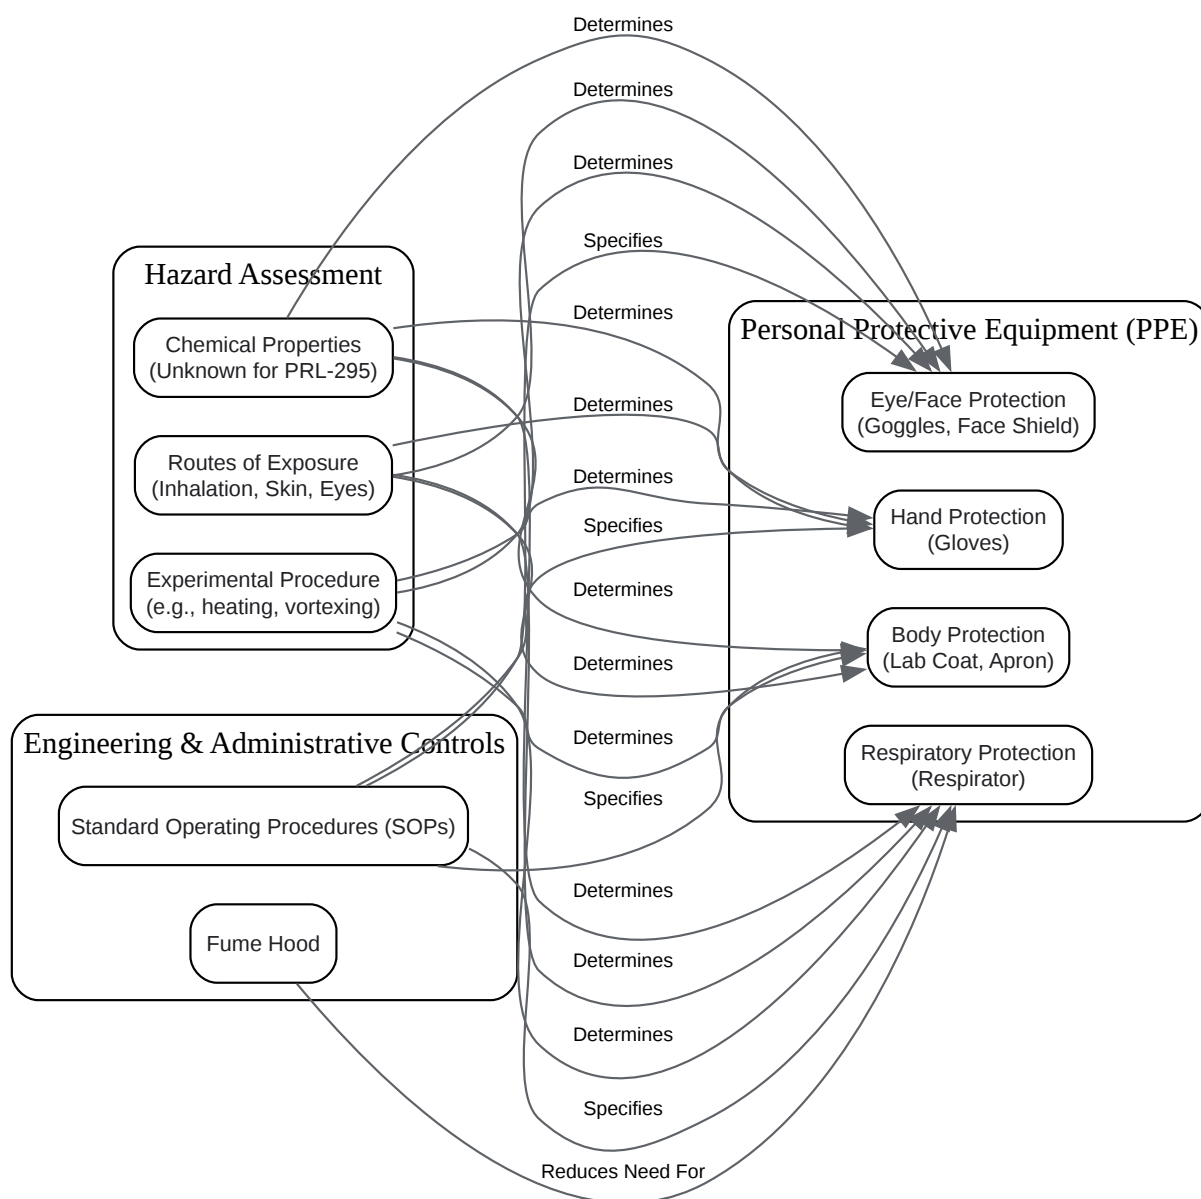 Determines
Determines
Determines
Specifies
Hazard Assessment
Chemical Properties
(Unknown for PRL-295)
Routes of Exposure
(Inhalation, Skin, Eyes)
Experimental Procedure
(e.g., heating, vortexing)
Determines
Determines
Determines
Specifies
Determines
Determines
Determines
Specifies
Personal Protective Equipment (PPE)
Eye/Face Protection
(Goggles, Face Shield)
Hand Protection
(Gloves)
Body Protection
(Lab Coat, Apron)
Respiratory Protection
(Respirator)
Engineering & Administrative Controls
Standard Operating Procedures (SOPs)
Fume Hood
Determines
Determines
Determines
Specifies
Reduces Need For